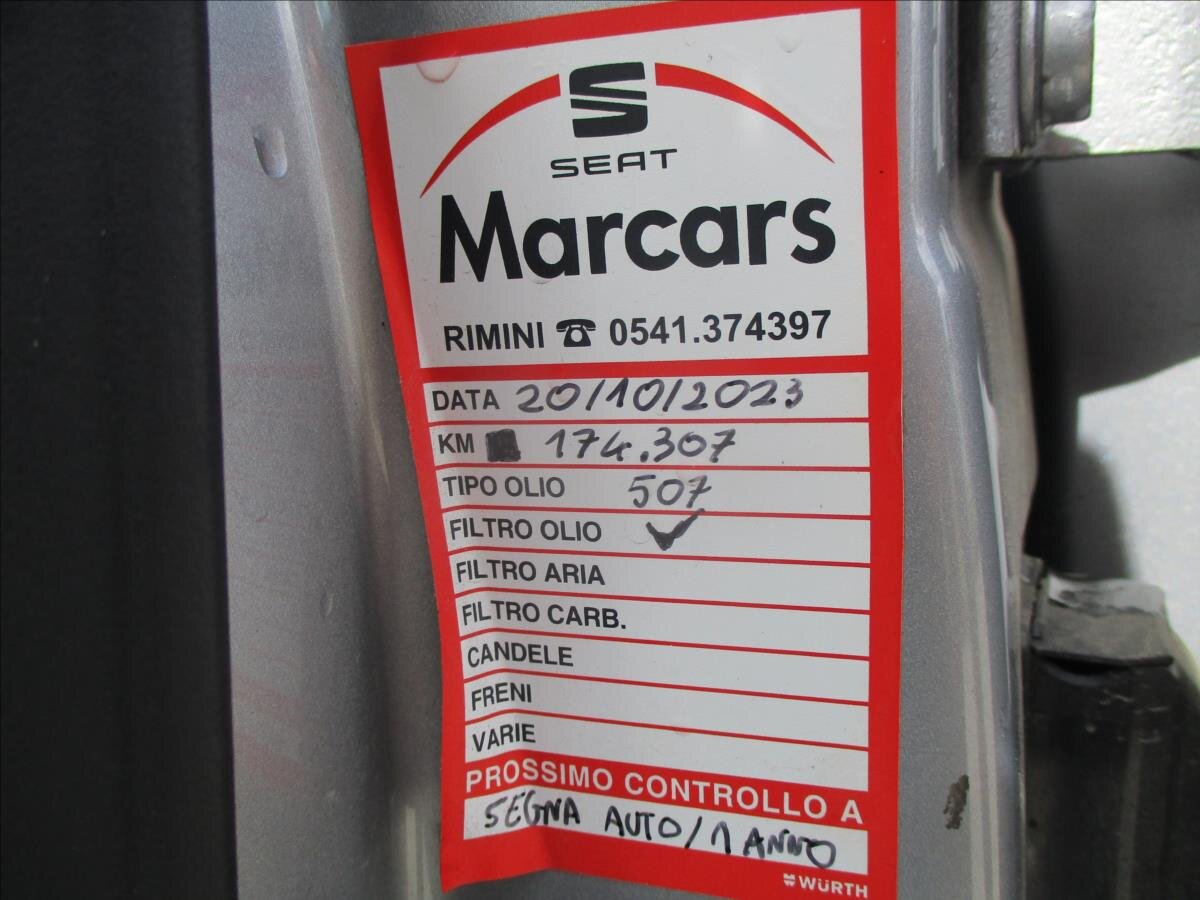 SEAT
Marcars
RIMINI ☎ 0541.374397
DATA 20/10/2023
KM 174.307
TIPO OLIO 507
FILTRO OLIO ✓
FILTRO ARIA
FILTRO CARB.
CANDELE
FRENI
VARIE
PROSSIMO CONTROLLO A
SEGNA AUTO/1 ANNO
WÜRTH